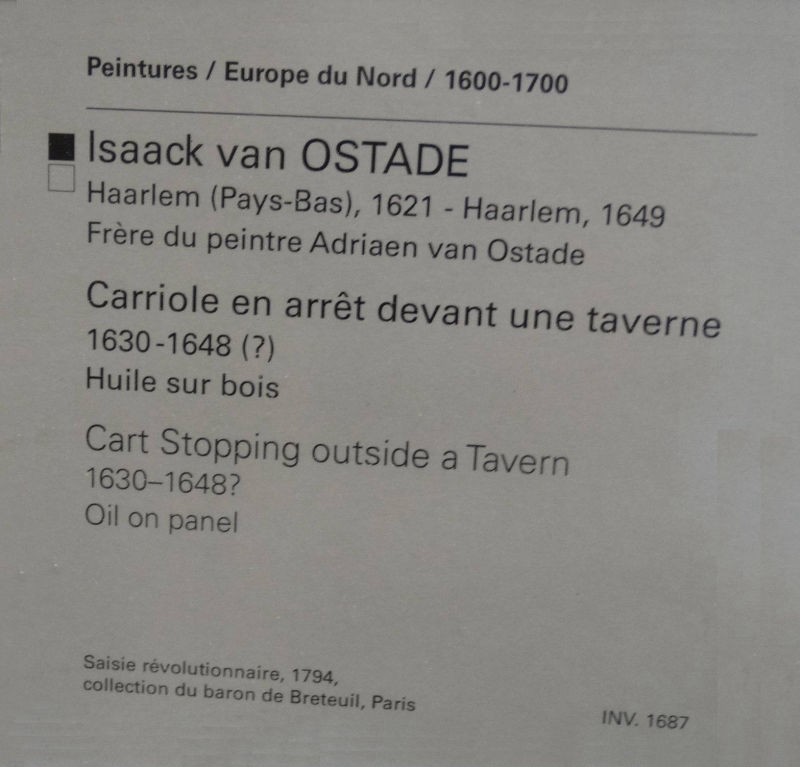 Peintures / Europe du Nord / 1600-1700
Isaack van OSTADE
Haarlem (Pays-Bas), 1621 - Haarlem, 1649
Frère du peintre Adriaen van Ostade
Carriole en arrêt devant une taverne
1630-1648 (?)
Huile sur bois
Cart Stopping outside a Tavern
1630–1648?
Oil on panel
Saisie révolutionnaire, 1794,
collection du baron de Breteuil, Paris
INV. 1687